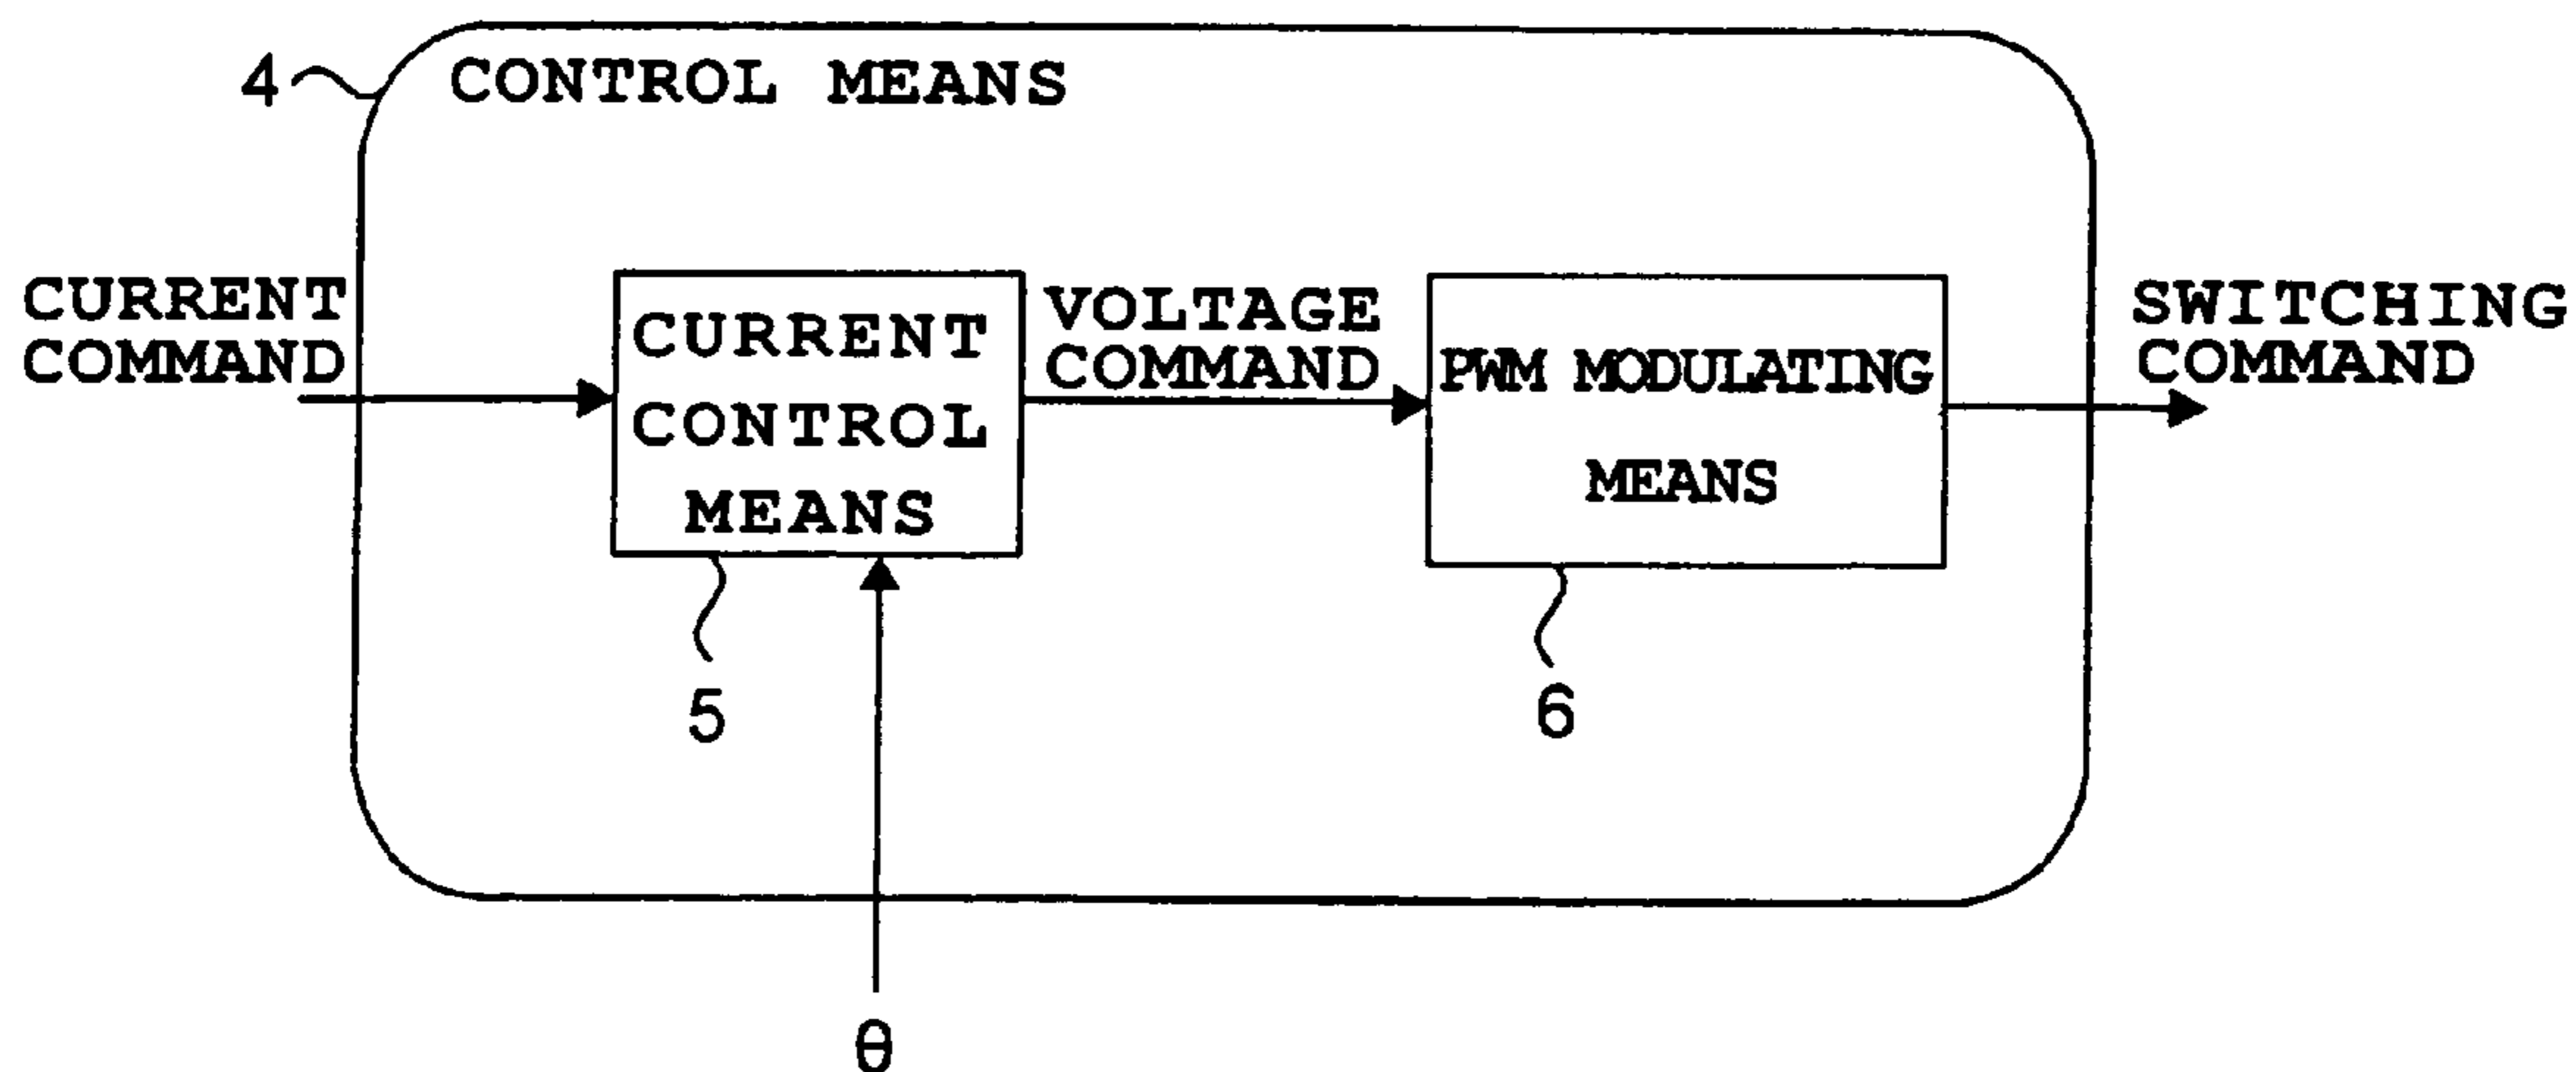 4
CONTROL MEANS
CURRENT
COMMAND
CURRENT
CONTROL
MEANS
VOLTAGE
COMMAND
PWM MODULATING
MEANS
SWITCHING
COMMAND
5
6
θ